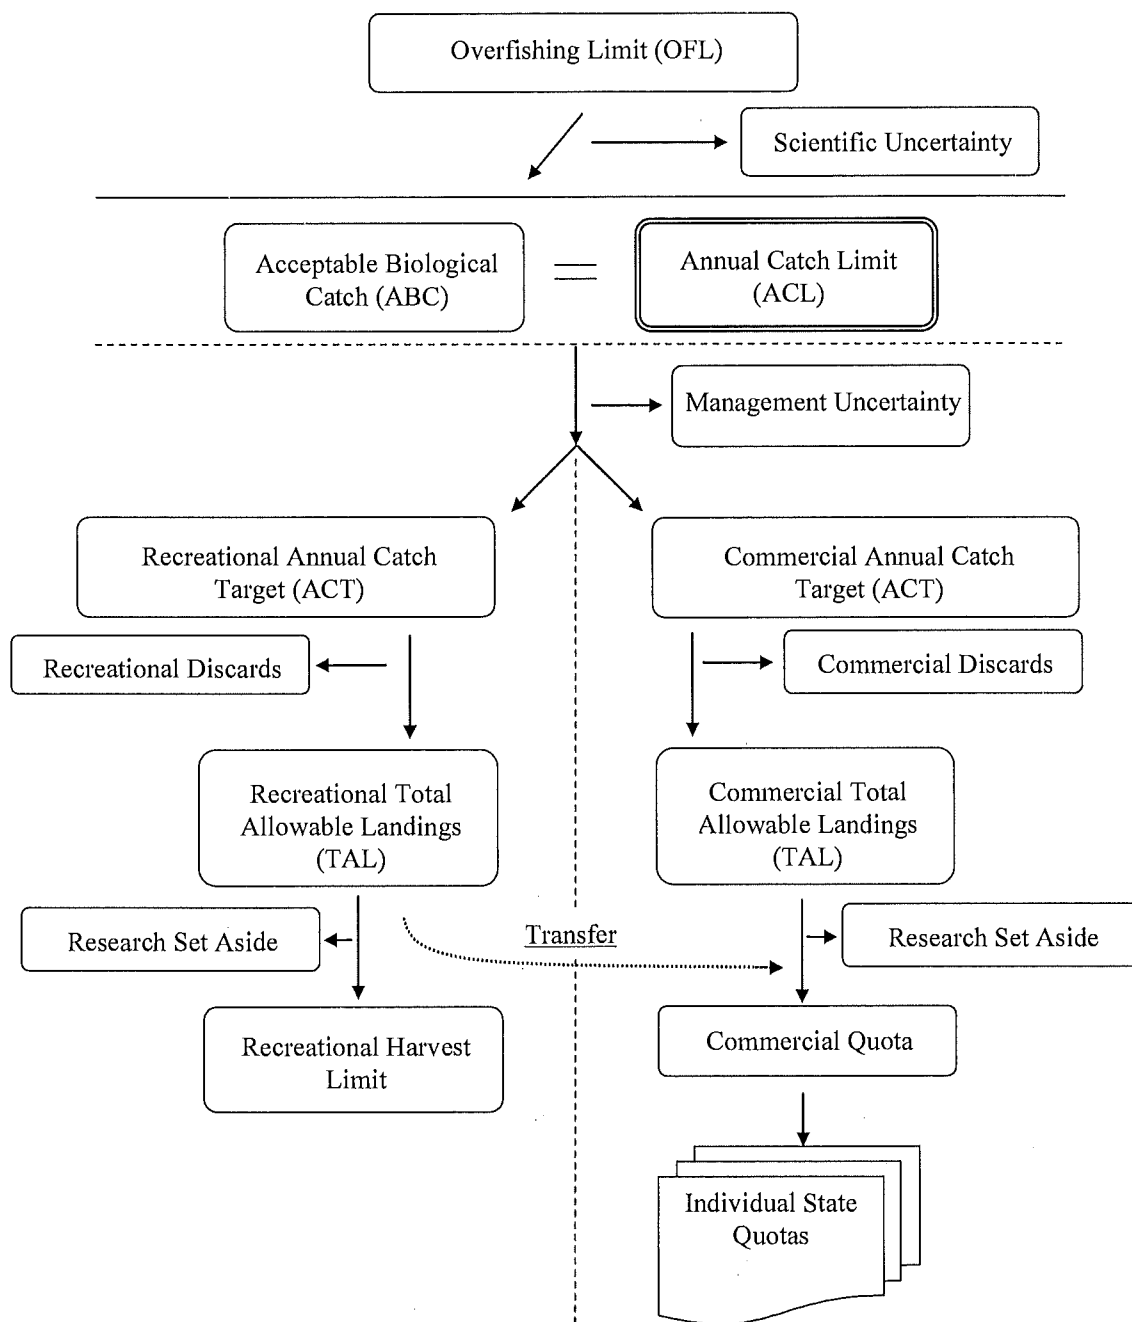 Overfishing Limit (OFL)
Scientific Uncertainty
Acceptable Biological
Catch (ABC)
Annual Catch Limit
(ACL)
Management Uncertainty
Recreational Annual Catch
Target (ACT)
Commercial Annual Catch
Target (ACT)
Recreational Discards
Commercial Discards
Recreational Total
Allowable Landings
(TAL)
Commercial Total
Allowable Landings
(TAL)
Research Set Aside
Transfer
Research Set Aside
Recreational Harvest
Limit
Commercial Quota
Individual State
Quotas